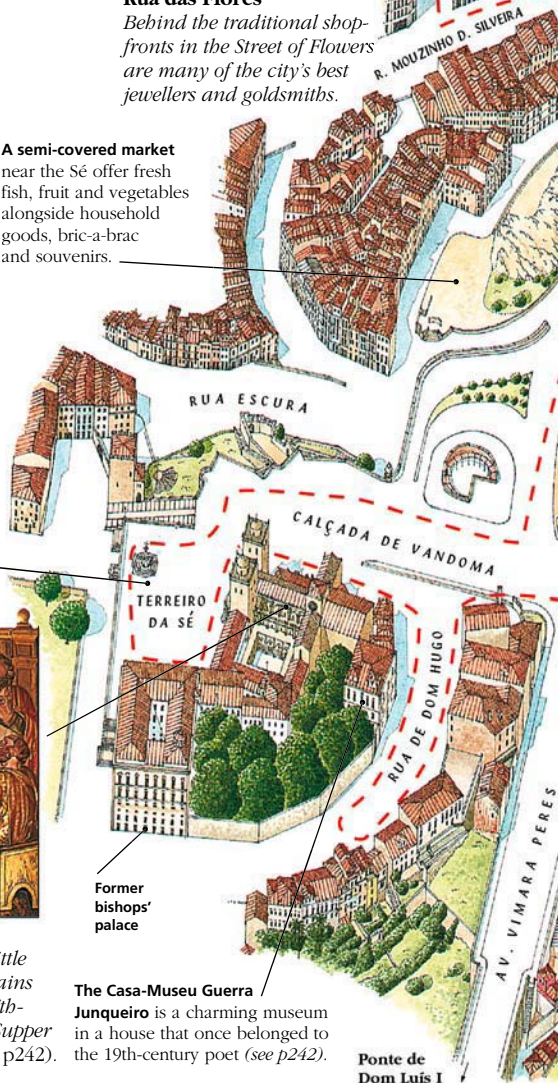 Rua das Flores
Behind the traditional shop-
fronts in the Street of Flowers
are many of the city's best
jewellers and goldsmiths.
R. MOUZINHO D. SILVEIRA
A semi-covered market
near the Sé offer fresh
fish, fruit and vegetables
alongside household
goods, bric-a-brac
and souvenirs.
RUA ESCURA
CALÇADA DE VANDOMA
TERREIRO
DA SÉ
RUA DE DOM HUGO
AV. VIMARA PERES
Former
bishops'
palace
ttle
ains
th-
upper
p242).
The Casa-Museu Guerra
Junqueiro is a charming museum
in a house that once belonged to
the 19th-century poet (see p242).
Ponte de
Dom Luís I